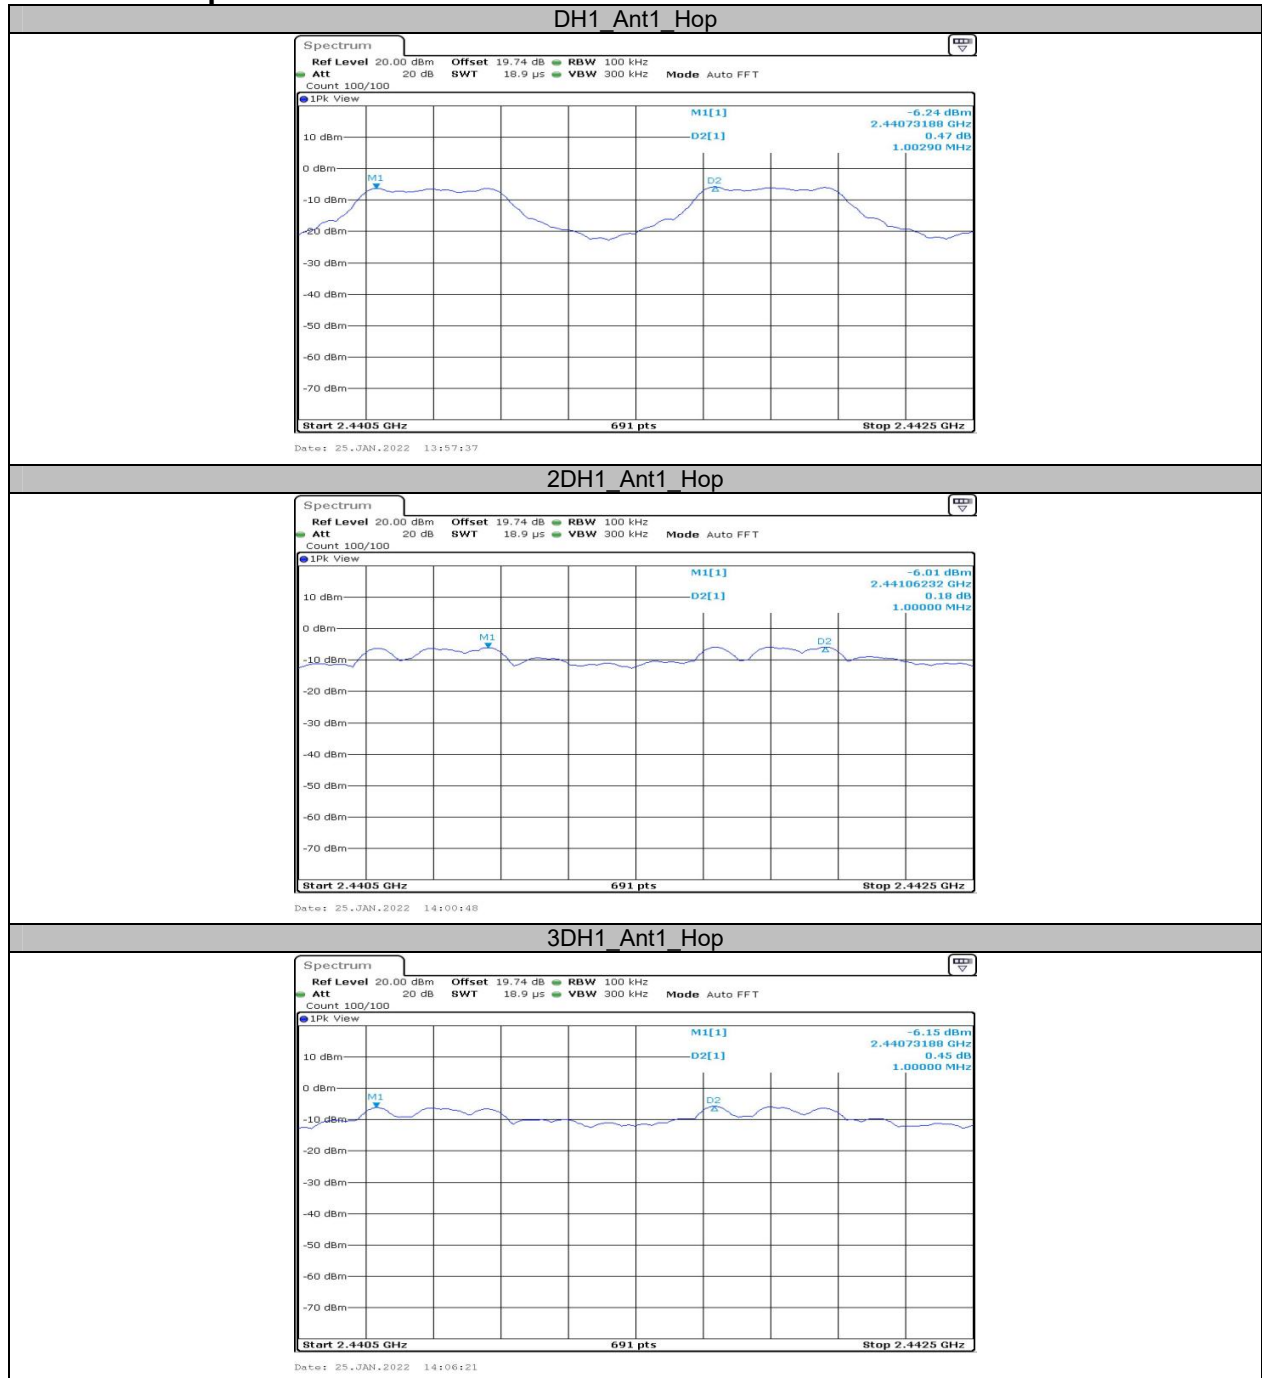 DH1_Ant1_Hop
Spectrum
Ref Level 20.00 dBm Offset 19.74 dB RBW 100 kHz
Att 20 dB SWT 18.9 µs VBW 300 kHz Mode Auto FFT
Count 100/100
1Pk View
M1[1] -6.24 dBm
2.44073188 GHz
10 dBm D2[1] 0.47 dB
1.00290 MHz
0 dBm
M1 D2
-10 dBm
-20 dBm
-30 dBm
-40 dBm
-50 dBm
-60 dBm
-70 dBm
Start 2.4405 GHz 691 pts Stop 2.4425 GHz
Date: 25.JAN.2022 13:57:37
2DH1_Ant1_Hop
Spectrum
Ref Level 20.00 dBm Offset 19.74 dB RBW 100 kHz
Att 20 dB SWT 18.9 µs VBW 300 kHz Mode Auto FFT
Count 100/100
1Pk View
M1[1] -6.01 dBm
2.44106232 GHz
10 dBm D2[1] 0.18 dB
1.00000 MHz
0 dBm
M1 D2
-10 dBm
-20 dBm
-30 dBm
-40 dBm
-50 dBm
-60 dBm
-70 dBm
Start 2.4405 GHz 691 pts Stop 2.4425 GHz
Date: 25.JAN.2022 14:00:48
3DH1_Ant1_Hop
Spectrum
Ref Level 20.00 dBm Offset 19.74 dB RBW 100 kHz
Att 20 dB SWT 18.9 µs VBW 300 kHz Mode Auto FFT
Count 100/100
1Pk View
M1[1] -6.15 dBm
2.44073188 GHz
10 dBm D2[1] 0.45 dB
1.00000 MHz
0 dBm
M1 D2
-10 dBm
-20 dBm
-30 dBm
-40 dBm
-50 dBm
-60 dBm
-70 dBm
Start 2.4405 GHz 691 pts Stop 2.4425 GHz
Date: 25.JAN.2022 14:06:21